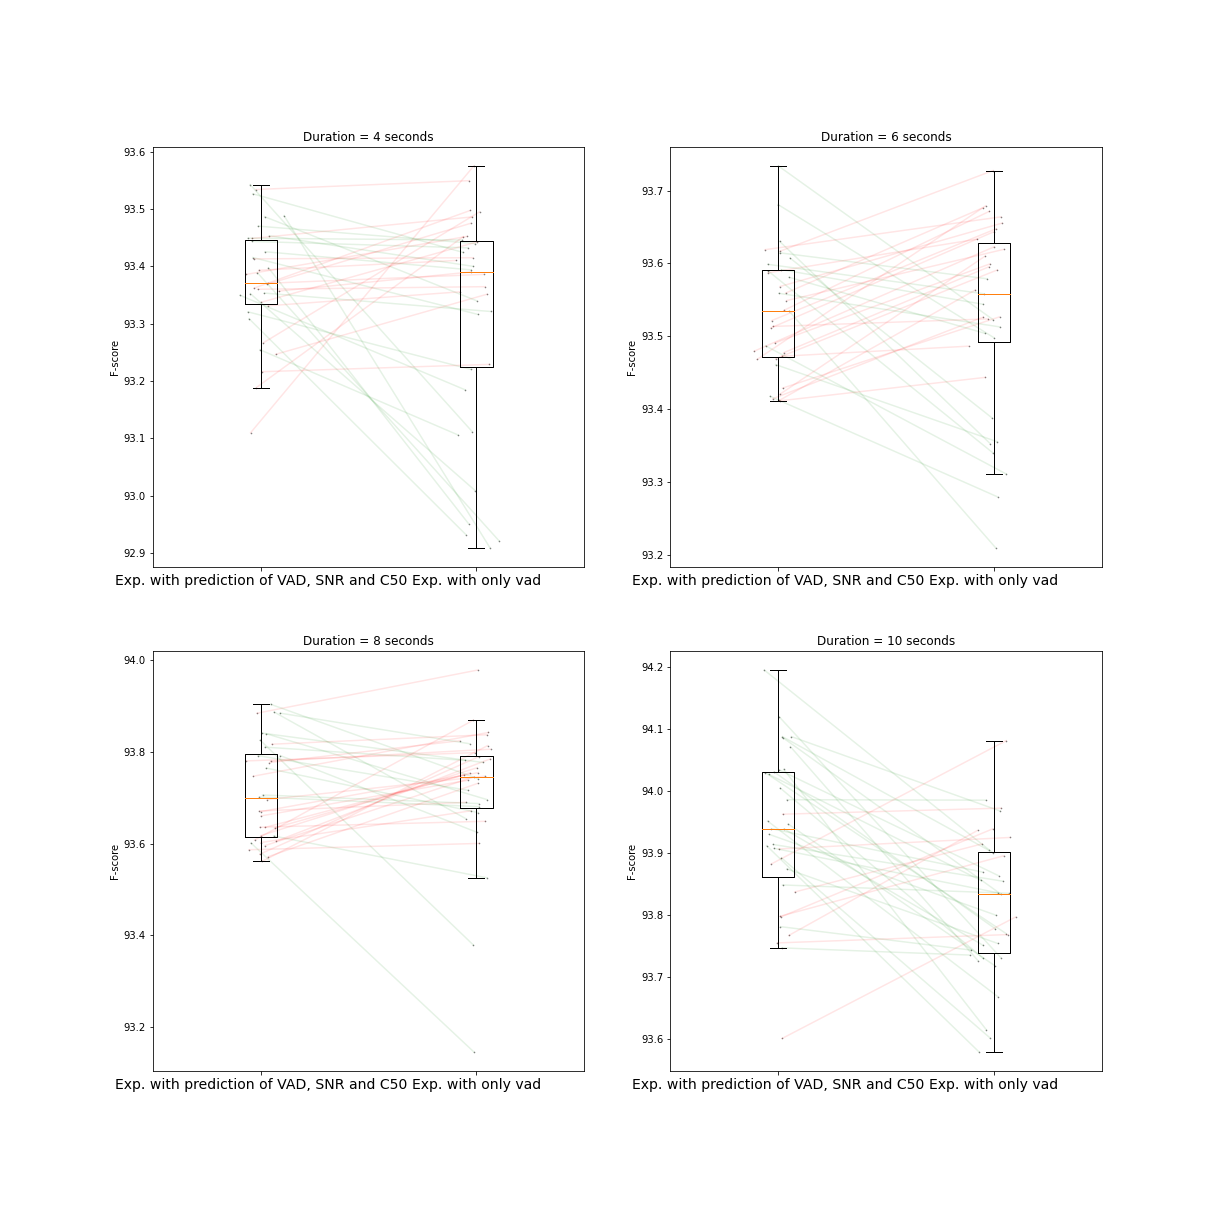 Duration = 4 seconds
93.6
93.5
93.4
93.3
93.2
93.1
93.0
92.9
F-score
Exp. with prediction of VAD, SNR and C50 Exp. with only vad
Duration = 6 seconds
93.7
93.6
93.5
93.4
93.3
93.2
F-score
Exp. with prediction of VAD, SNR and C50 Exp. with only vad
Duration = 8 seconds
94.0
93.8
93.6
93.4
93.2
F-score
Exp. with prediction of VAD, SNR and C50 Exp. with only vad
Duration = 10 seconds
94.2
94.1
94.0
93.9
93.8
93.7
93.6
F-score
Exp. with prediction of VAD, SNR and C50 Exp. with only vad